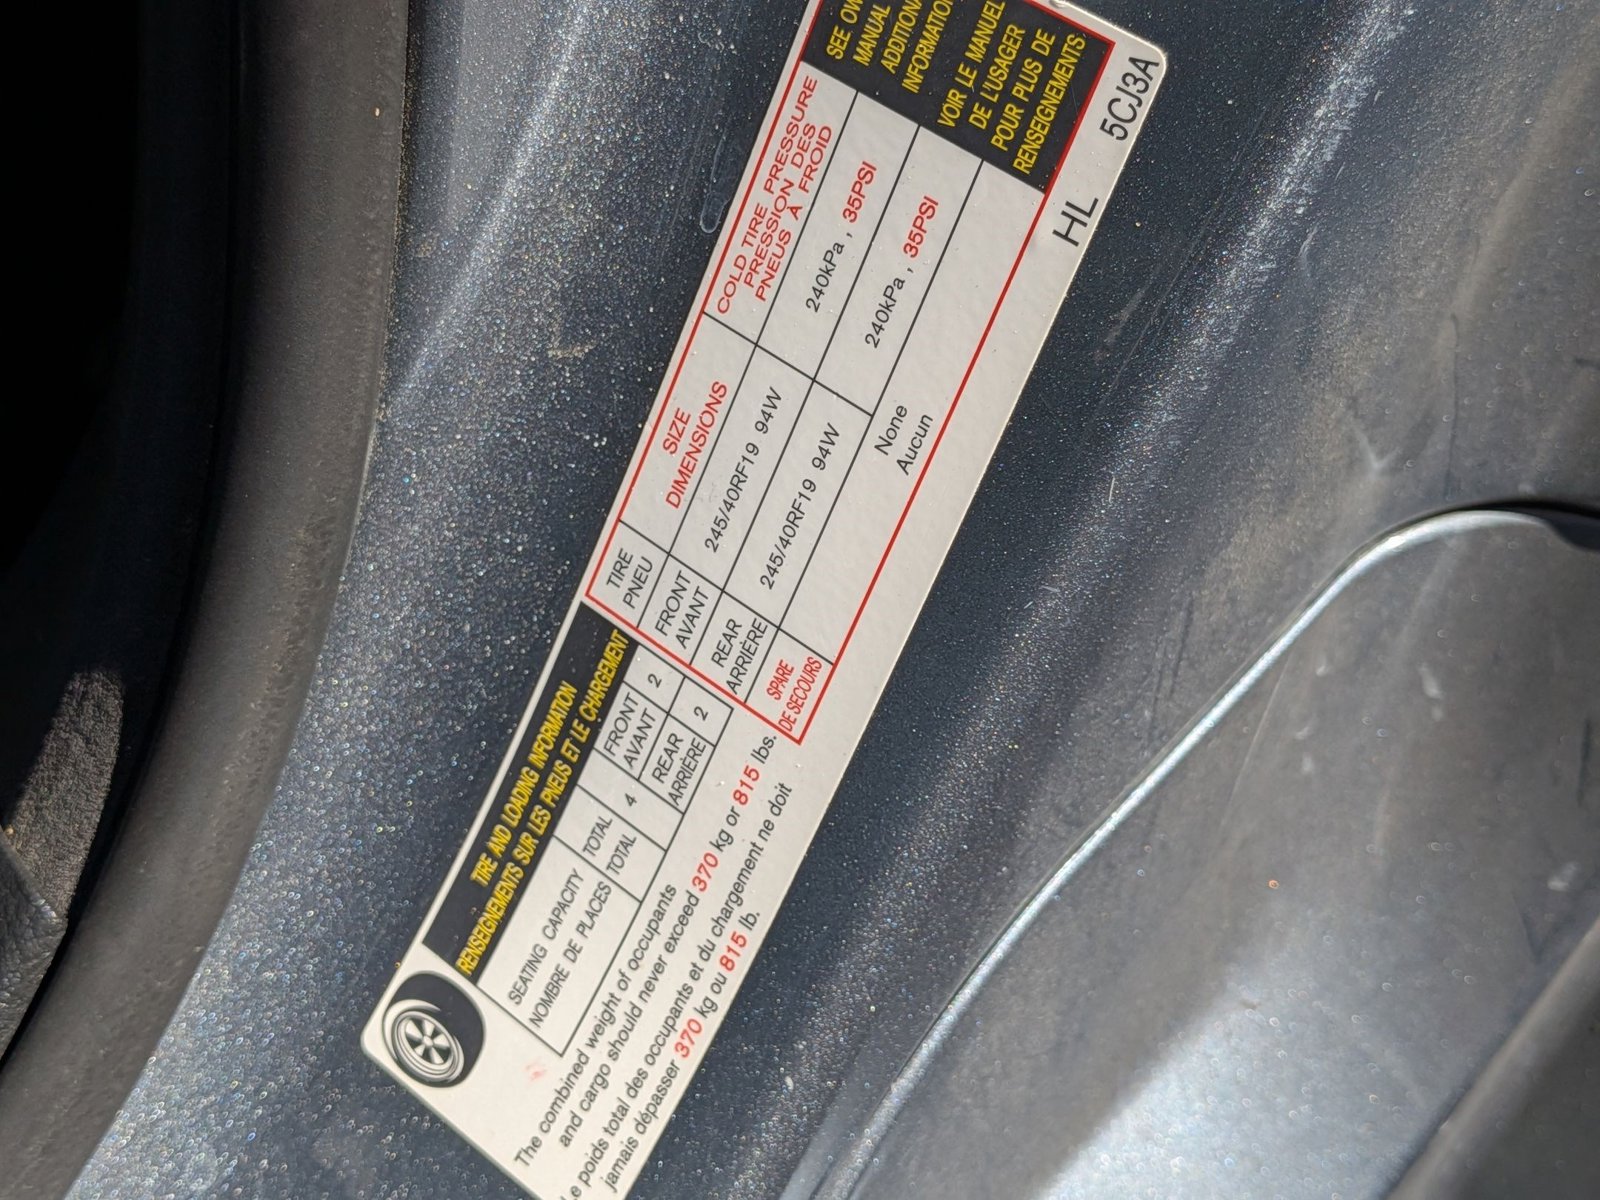 TIRE AND LOADING INFORMATION
RENSEIGNEMENTS SUR LES PNEUS ET LE CHARGEMENT
SEATING CAPACITY
NOMBRE DE PLACES
TOTAL
TOTAL
4
FRONT
AVANT
2
REAR
ARRIÈRE
2
The combined weight of occupants
and cargo should never exceed 370 kg or 815 lbs.
poids total des occupants et du chargement ne doit
jamais dépasser 370 kg ou 815 lb.
TIRE
PNEU
SIZE
DIMENSIONS
COLD TIRE PRESSURE
PRESSION DES
PNEUS À FROID
FRONT
AVANT
245/40RF19 94W
240kPa , 35PSI
REAR
ARRIÈRE
245/40RF19 94W
240kPa , 35PSI
SPARE
DE SECOURS
None
Aucun
SEE
MANUAL
INFORMATION
VOIR LE MANUEL
DE L'USAGER
POUR PLUS DE
RENSEIGNEMENTS
HL 5CJ3A